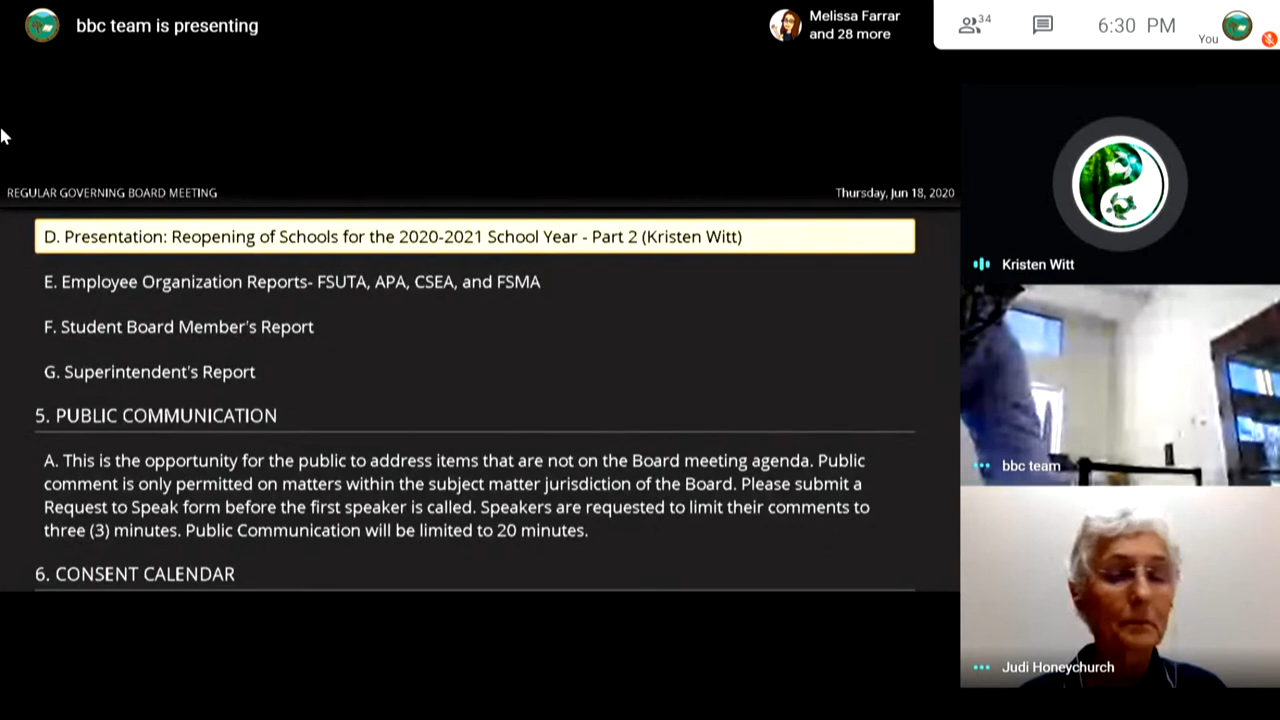 bbc team is presenting
Melissa Farrar
and 28 more
34
6:30 PM
You
REGULAR GOVERNING BOARD MEETING
Thursday, Jun 18, 2020
D. Presentation: Reopening of Schools for the 2020-2021 School Year - Part 2 (Kristen Witt)
E. Employee Organization Reports- FSUTA, APA, CSEA, and FSMA
F. Student Board Member's Report
G. Superintendent's Report
5. PUBLIC COMMUNICATION
A. This is the opportunity for the public to address items that are not on the Board meeting agenda. Public
comment is only permitted on matters within the subject matter jurisdiction of the Board. Please submit a
Request to Speak form before the first speaker is called. Speakers are requested to limit their comments to
three (3) minutes. Public Communication will be limited to 20 minutes.
6. CONSENT CALENDAR
Kristen Witt
bbc team
Judi Honeychurch